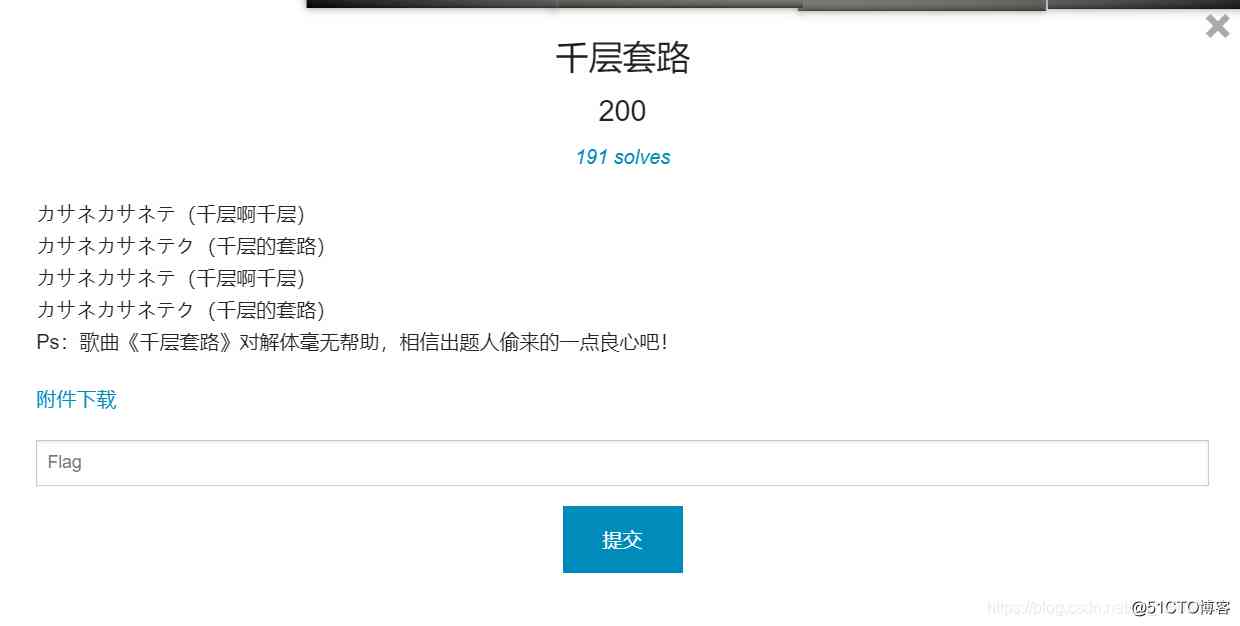 千层套路
200
191 solves
カサネカサネテ（千层啊千层）
カサネカサネテク（千层的套路）
カサネカサネテ（千层啊千层）
カサネカサネテク（千层的套路）
Ps：歌曲《千层套路》对解体毫无帮助，相信出题人偷来的一点良心吧！
附件下载
Flag
提交
https://blog.csdn.net
@51CTO博客